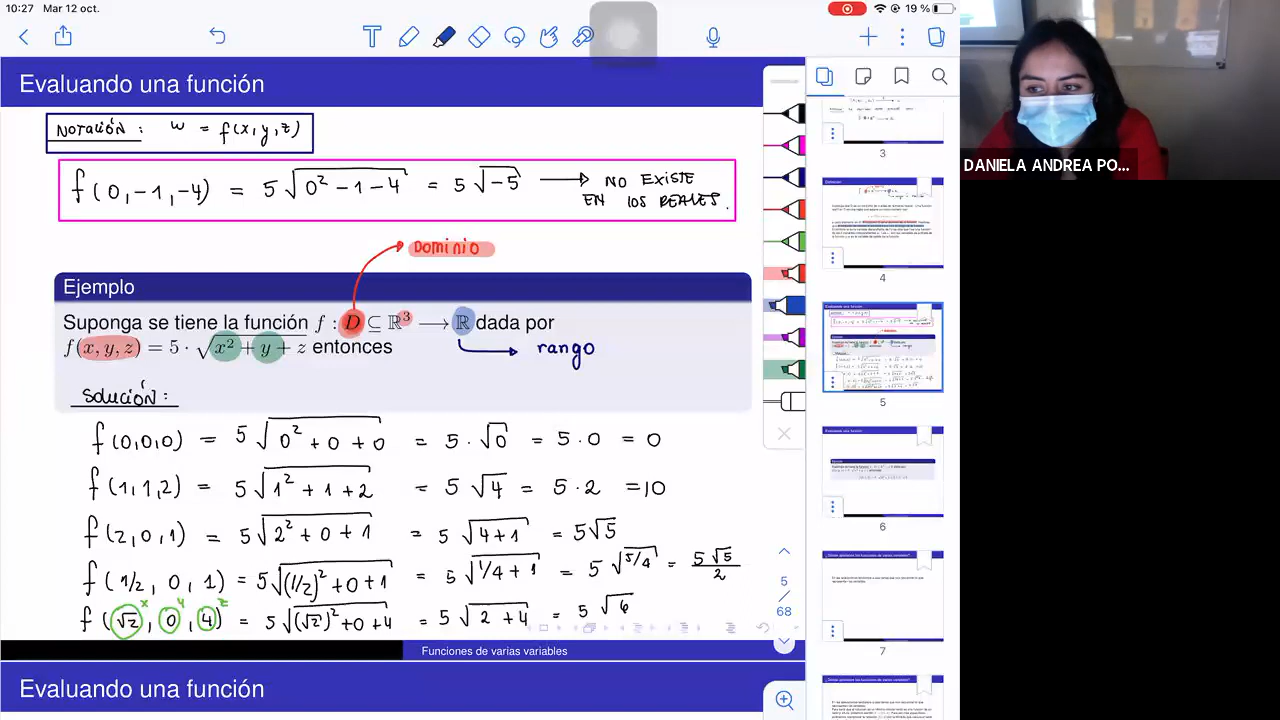 10:27 Mar 12 oct.
19 %
Evaluando una función
NOTACIÓN : w = f(x,y,z)
f(0,-1,-4) = 5√(0² -1 -4) = 5√-5 → NO EXISTE
EN LOS REALES.
Dominio
Ejemplo
función f : D ⊆ ℝ³ → ℝ dada por
entonces
rango
Solución :
f(0,0,0) = 5√(0² + 0 + 0) = 5·√0 = 5·0 = 0
f(1,1,2) = 5√(1² + 1 + 2) = 5√4 = 5·2 = 10
f(2,0,1) = 5√(2² + 0 + 1) = 5√(4+1) = 5√5
f(1/2, 0, 1) = 5√((1/2)² + 0 + 1) = 5√(1/4 + 1) = 5√(5/4) = 5√5/2
f(√2, 0, 4) = 5√((√2)² + 0 + 4) = 5√(2 + 4) = 5√6
Funciones de varias variables
Evaluando una función
5
/
68
3
4
5
6
7
DANIELA ANDREA PO...